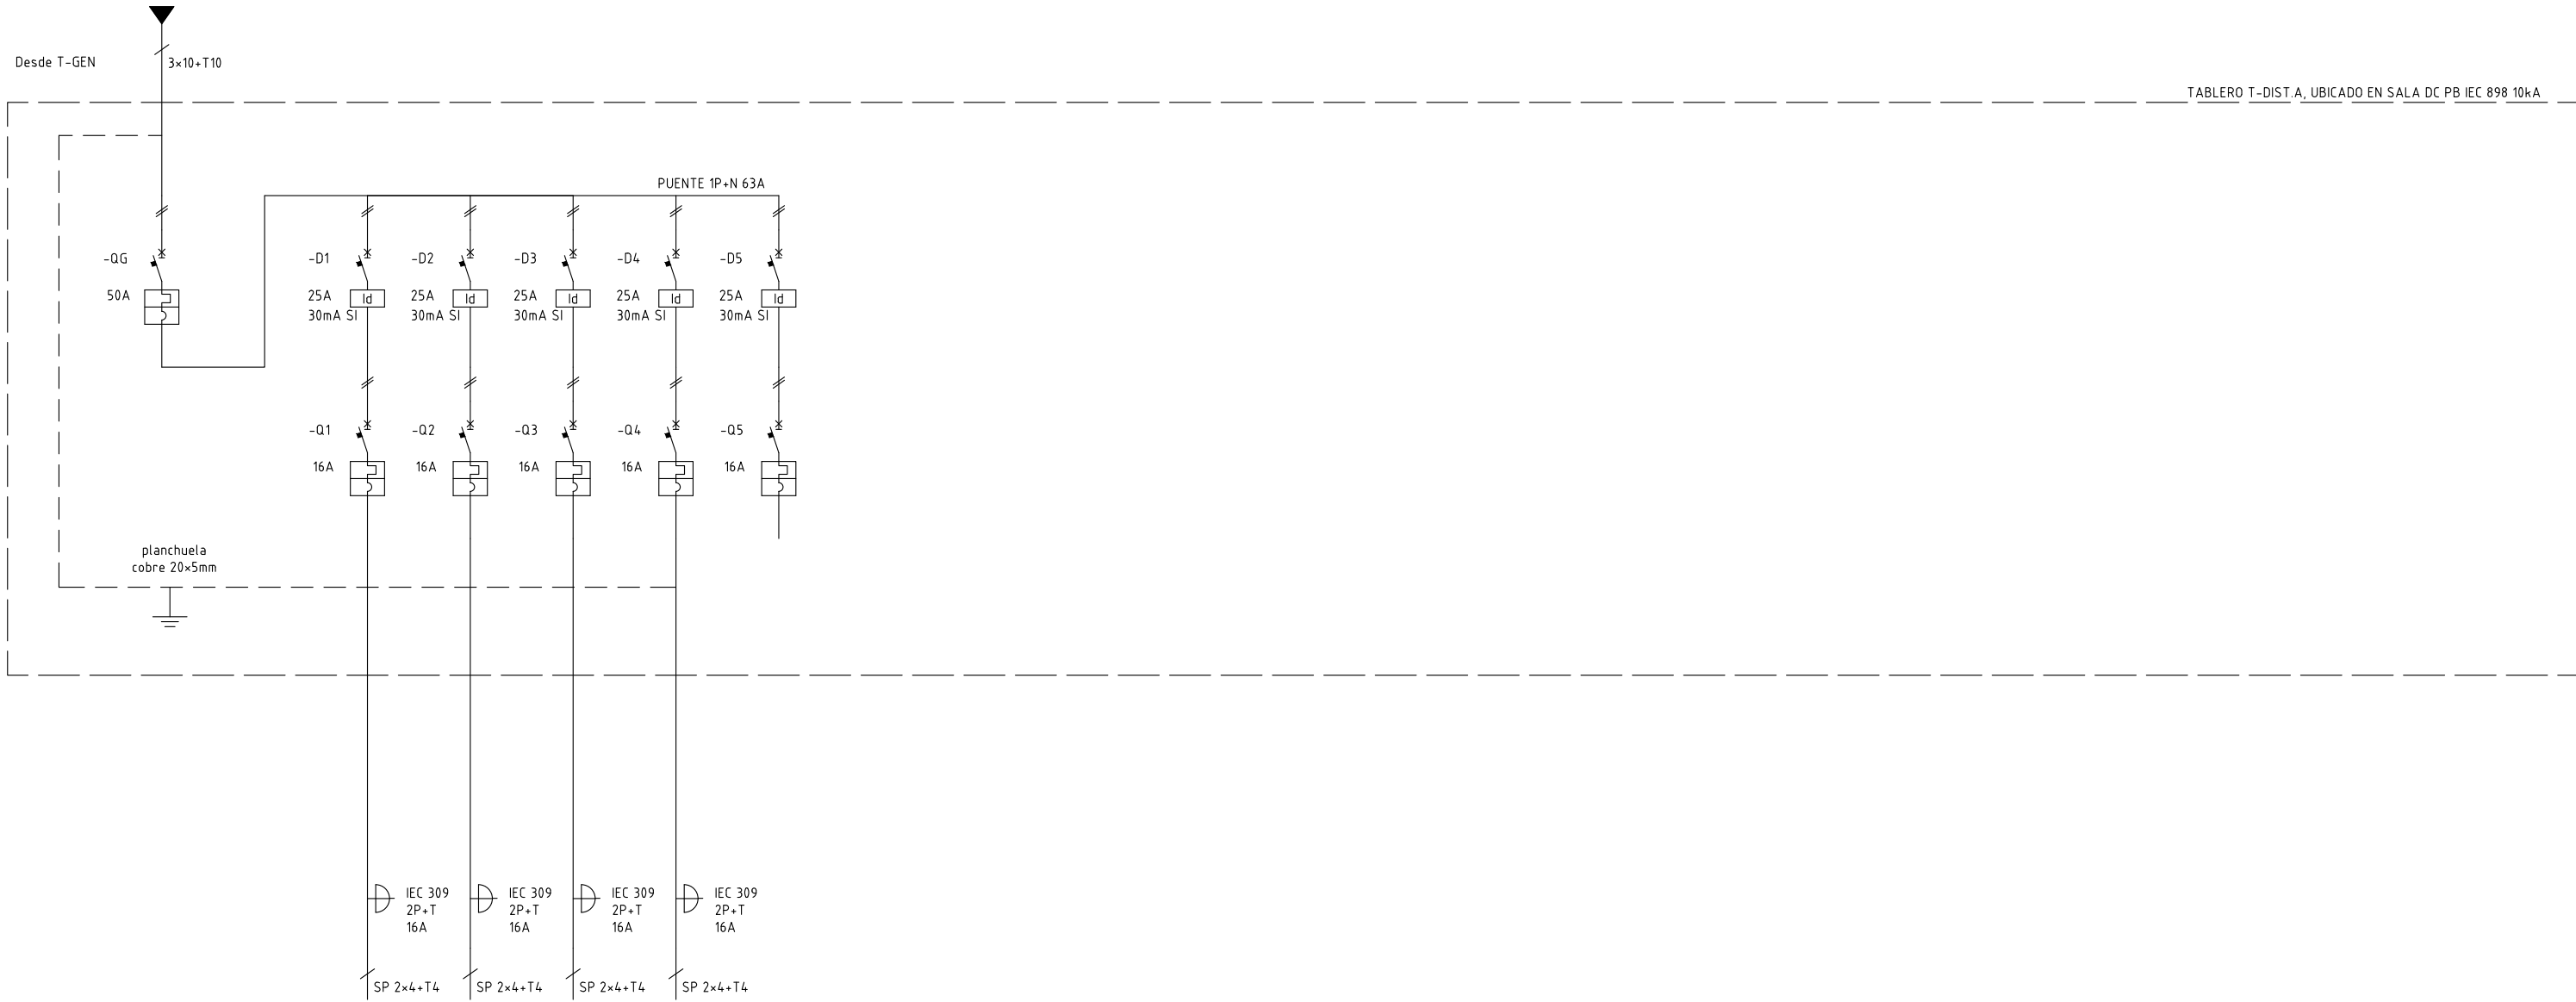 Desde T-GEN
3×10+T10
TABLERO T-DIST.A, UBICADO EN SALA DC PB IEC 898 10kA
PUENTE 1P+N 63A
-QG
50A
-D1
25A
Id
30mA SI
-D2
25A
Id
30mA SI
-D3
25A
Id
30mA SI
-D4
25A
Id
30mA SI
-D5
25A
Id
30mA SI
-Q1
16A
-Q2
16A
-Q3
16A
-Q4
16A
-Q5
16A
planchuela
cobre 20×5mm
IEC 309
2P+T
16A
IEC 309
2P+T
16A
IEC 309
2P+T
16A
IEC 309
2P+T
16A
SP 2×4+T4
SP 2×4+T4
SP 2×4+T4
SP 2×4+T4